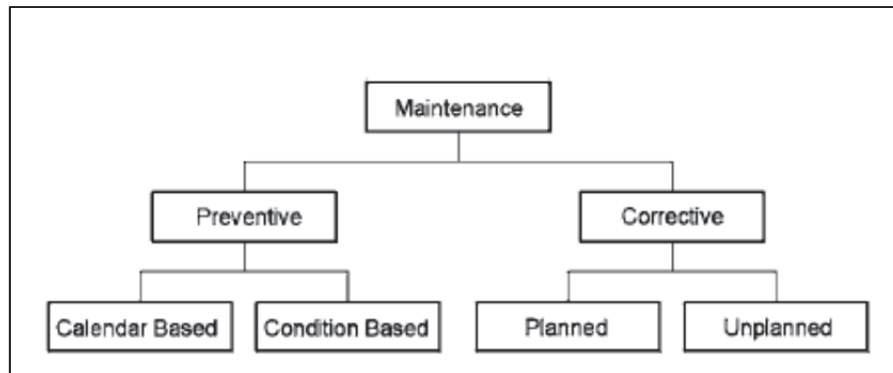 Maintenance
Preventive
Corrective
Calendar Based
Condition Based
Planned
Unplanned